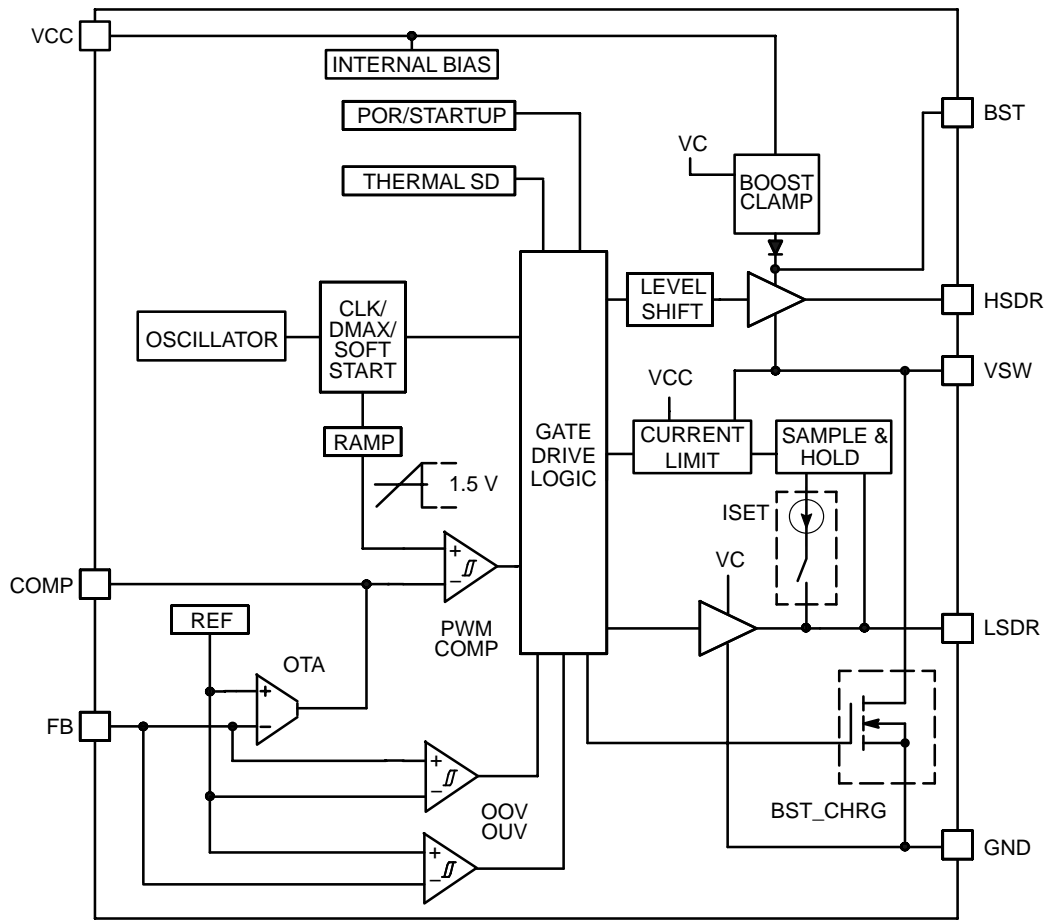 VCC
INTERNAL BIAS
POR/STARTUP
THERMAL SD
VC
BOOST
CLAMP
BST
OSCILLATOR
CLK/
DMAX/
SOFT
START
LEVEL
SHIFT
HSDR
VSW
RAMP
1.5 V
GATE
DRIVE
LOGIC
VCC
CURRENT
LIMIT
SAMPLE &
HOLD
ISET
COMP
+
−
PWM
COMP
VC
LSDR
REF
OTA
+
−
FB
+
−
OOV
OUV
+
−
BST_CHRG
GND